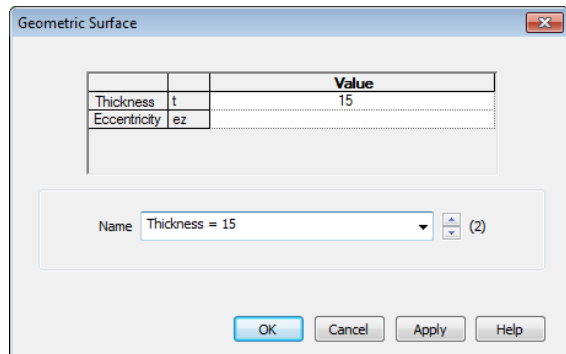 Geometric Surface
Value
Thickness t 15
Eccentricity ez
Name Thickness = 15 (2)
OK Cancel Apply Help